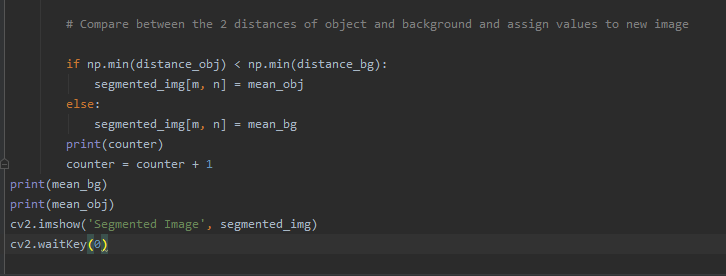 # Compare between the 2 distances of object and background and assign values to new image
if np.min(distance_obj) < np.min(distance_bg):
segmented_img[m, n] = mean_obj
else:
segmented_img[m, n] = mean_bg
print(counter)
counter = counter + 1
print(mean_bg)
print(mean_obj)
cv2.imshow('Segmented Image', segmented_img)
cv2.waitKey(0)